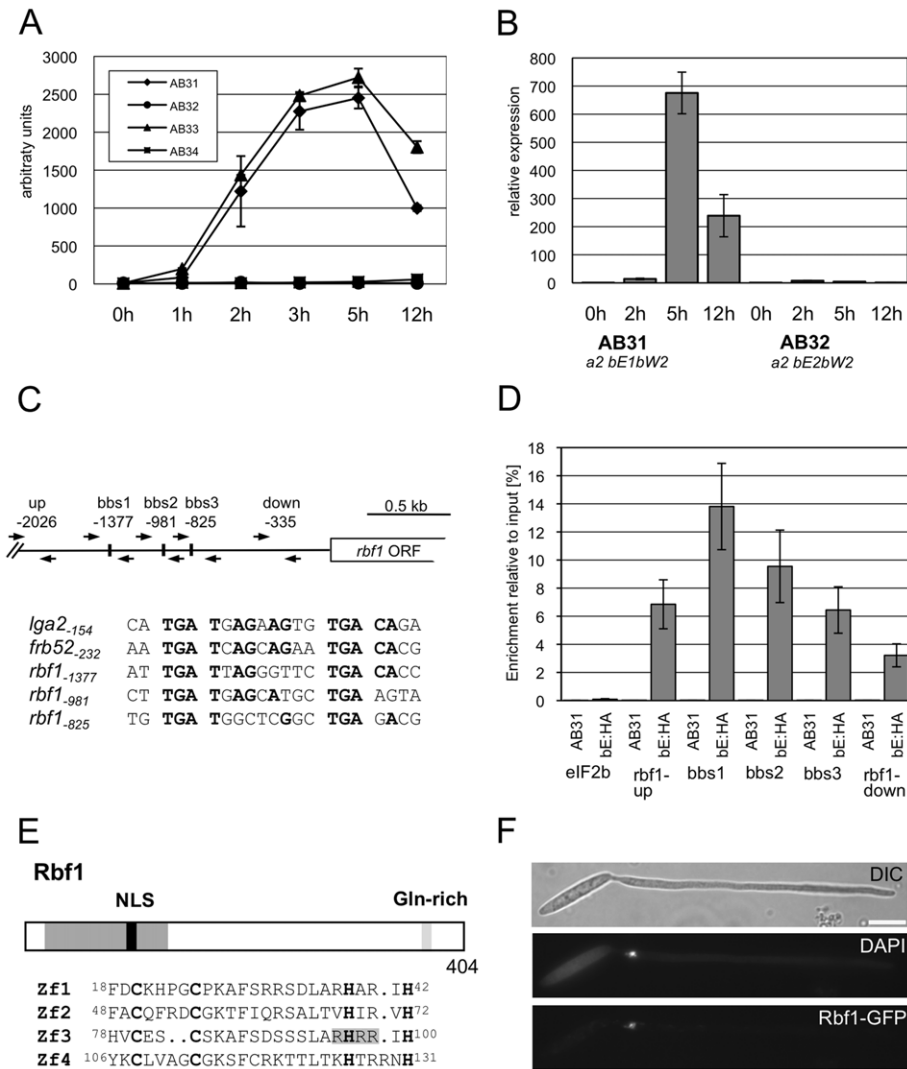 A
3000
2500
2000
1500
1000
500
0
arbitraty units
AB31
AB32
AB33
AB34
0h 1h 2h 3h 5h 12h
B
800
700
600
500
400
300
200
100
0
relative expression
0h 2h 5h 12h 0h 2h 5h 12h
AB31 AB32
a2 bE1bW2 a2 bE2bW2
C
up bbs1 bbs2 bbs3 down 0.5 kb
-2026 -1377 -981 -825 -335
rbf1 ORF
lga2-154 CA TGA TGAGAAGTG TGA CAGA
frb52-232 AA TGA TCAGCAGAA TGA CACG
rbf1-1377 AT TGA TTAGGGTTC TGA CACC
rbf1-981 CT TGA TGAGCATGC TGA AGTA
rbf1-825 TG TGA TGGCTCGGC TGA GACG
D
18
16
14
12
10
8
6
4
2
0
Enrichment relative to input [%]
AB31 bE:HA AB31 bE:HA AB31 bE:HA AB31 bE:HA AB31 bE:HA AB31 bE:HA
eIF2b rbf1-up bbs1 bbs2 bbs3 rbf1-down
E
Rbf1
NLS Gln-rich
404
Zf1 18FDCKHPGCPKAFSRRSDLARHAR.IH42
Zf2 48FACQFRDCGKTFIQRSALTVHIR.VH72
Zf3 78HVCES..CSKAFSDSSSLARHRR.IH100
Zf4 106YKCLVAGCGKSFCRKTTLTKHTRRNH131
F
DIC
DAPI
Rbf1-GFP